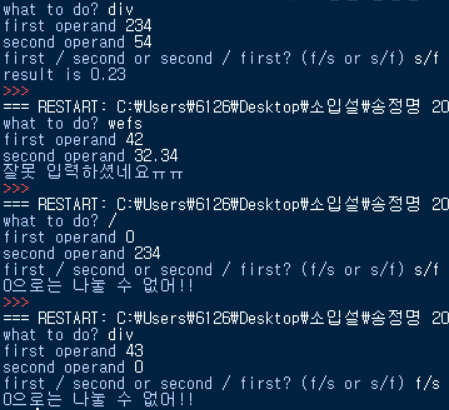 what to do? div
first operand 234
second operand 54
first / second or second / first? (f/s or s/f) s/f
result is 0.23
>>>
=== RESTART: C:\Users\6126\Desktop\소입설\송정명 20
what to do? wefs
first operand 42
second operand 32.34
잘못 입력하셨네요ㅠㅠ
>>>
=== RESTART: C:\Users\6126\Desktop\소입설\송정명 20
what to do? /
first operand 0
second operand 234
first / second or second / first? (f/s or s/f) s/f
0으로는 나눌 수 없어!!
>>>
=== RESTART: C:\Users\6126\Desktop\소입설\송정명 20
what to do? div
first operand 43
second operand 0
first / second or second / first? (f/s or s/f) f/s
0으로는 나눌 수 없어!!